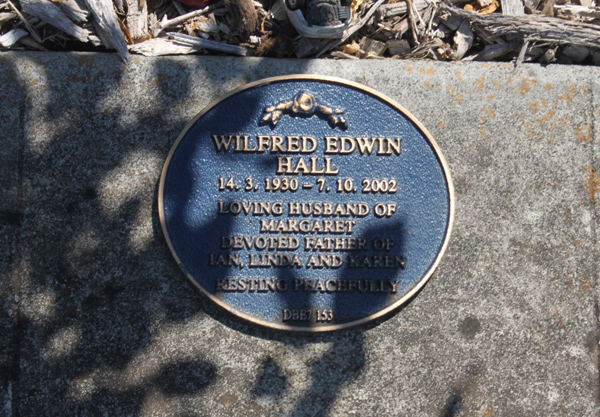 WILFRED EDWIN
HALL
14. 3. 1930 – 7. 10. 2002
LOVING HUSBAND OF
MARGARET
DEVOTED FATHER OF
IAN, LINDA AND KAREN
RESTING PEACEFULLY
153